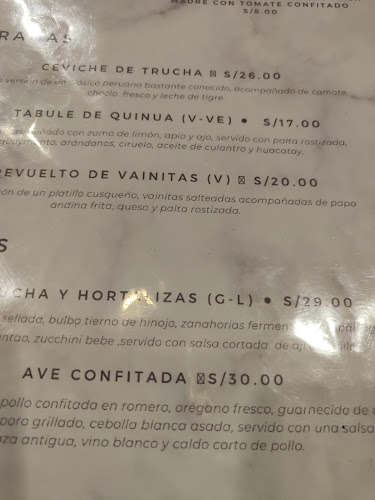 MADRE CON TOMATE CONFITADO
S/6.00
CEVICHE DE TRUCHA ▯ S/26.00
versión de un clásico peruano bastante conocido, acompañada de camote,
choclo fresco y leche de tigre
TABULE DE QUINUA (V-VE) ● S/17.00
con zumo de limón, apio y ajo, servido con palta rostizada,
arándanos, ciruelo, aceite de culantro y huacatay.
REVUELTO DE VAINITAS (V) ▯ S/20.00
de un platillo cusqueño, vainitas salteadas acompañadas de papa
andina frita, queso y palta rostizada.
S
CHA Y HORTALIZAS (G-L) ● S/29.00
sellada, bulbo tierno de hinojo, zanahorias
zucchini bebe ,servido con salsa cortada de
AVE CONFITADA ▯S/30.00
pollo confitada en romero, orégano fresco, guarnecido de
poro grillado, cebolla blanca asada, servido con una salsa
antigua, vino blanco y caldo corto de pollo.